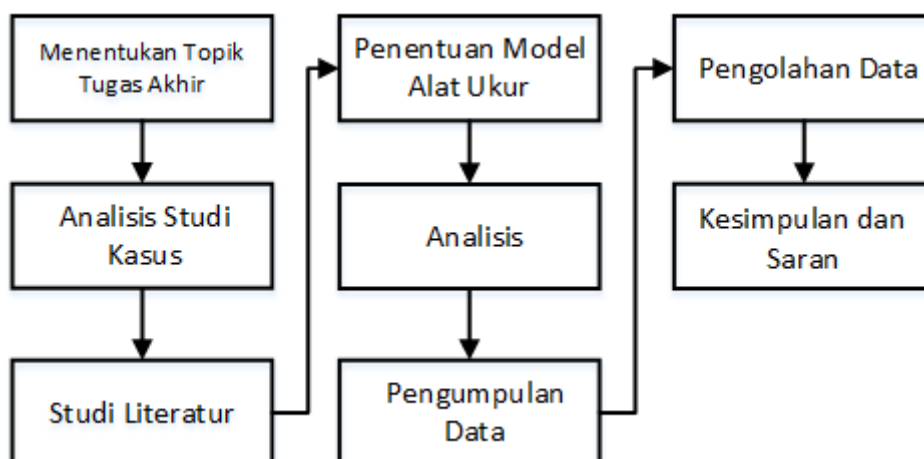 Menentukan Topik
Tugas Akhir
Analisis Studi
Kasus
Studi Literatur
Penentuan Model
Alat Ukur
Analisis
Pengumpulan
Data
Pengolahan Data
Kesimpulan dan
Saran